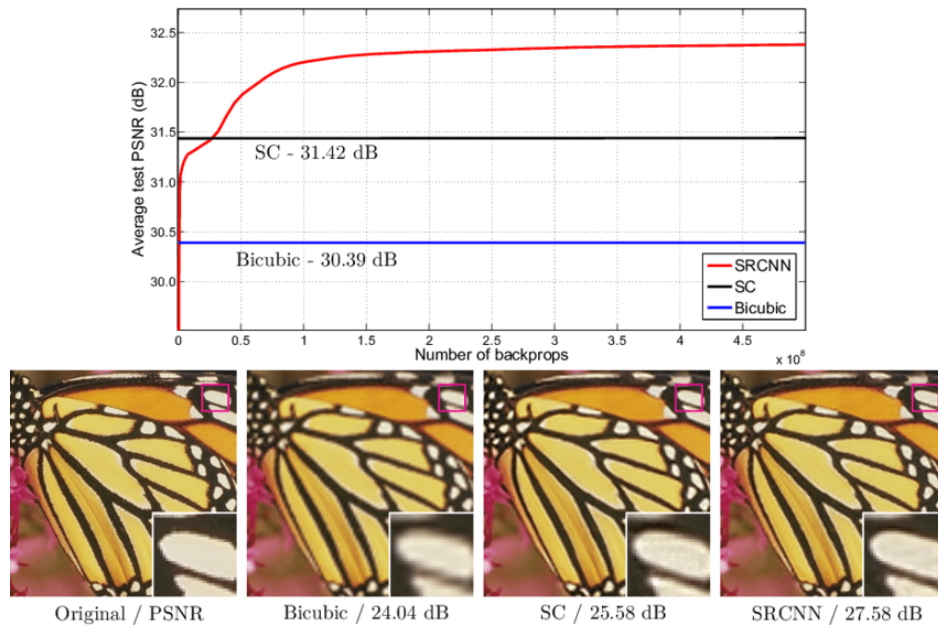 32.5
32.0
31.5
31.0
30.5
30.0
Average test PSNR (dB)
SC - 31.42 dB
Bicubic - 30.39 dB
SRCNN
SC
Bicubic
0 0.5 1 1.5 2 2.5 3 3.5 4 4.5
Number of backprops
x 10⁸
Original / PSNR
Bicubic / 24.04 dB
SC / 25.58 dB
SRCNN / 27.58 dB